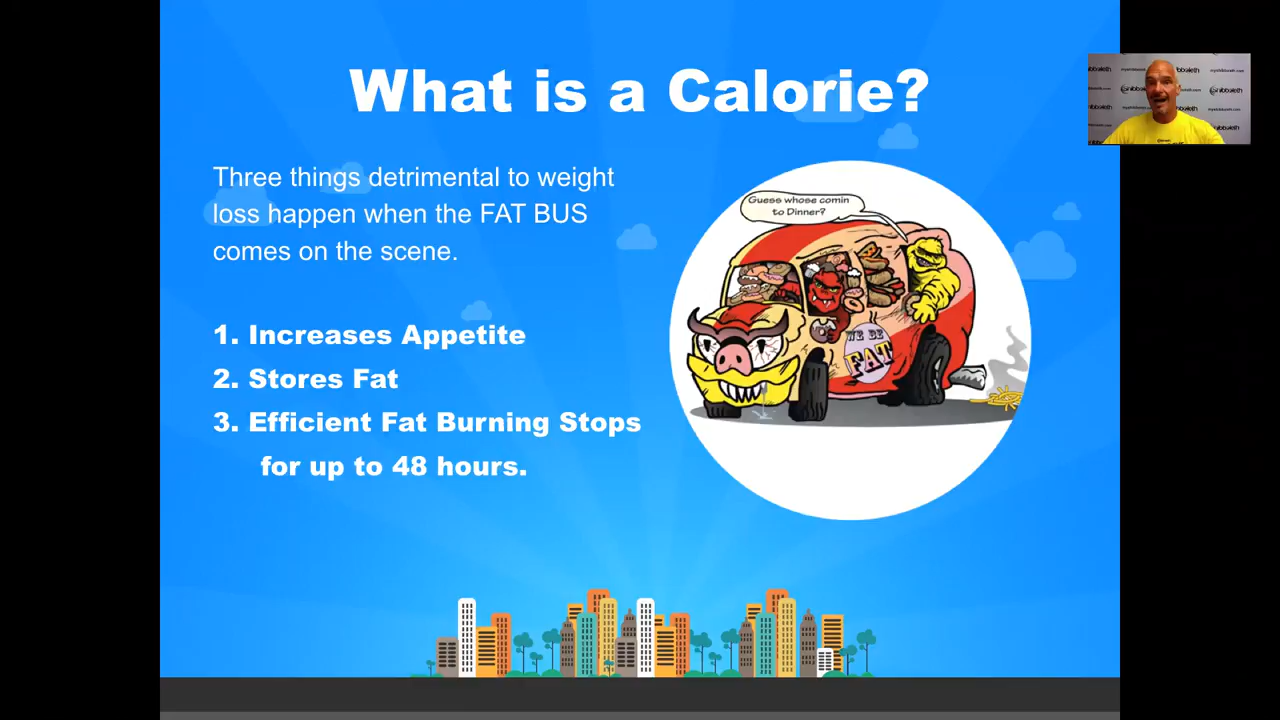 What is a Calorie?
Three things detrimental to weight
loss happen when the FAT BUS
comes on the scene.
1. Increases Appetite
2. Stores Fat
3. Efficient Fat Burning Stops
for up to 48 hours.
Guess whose comin
to Dinner?
WE BE
FAT